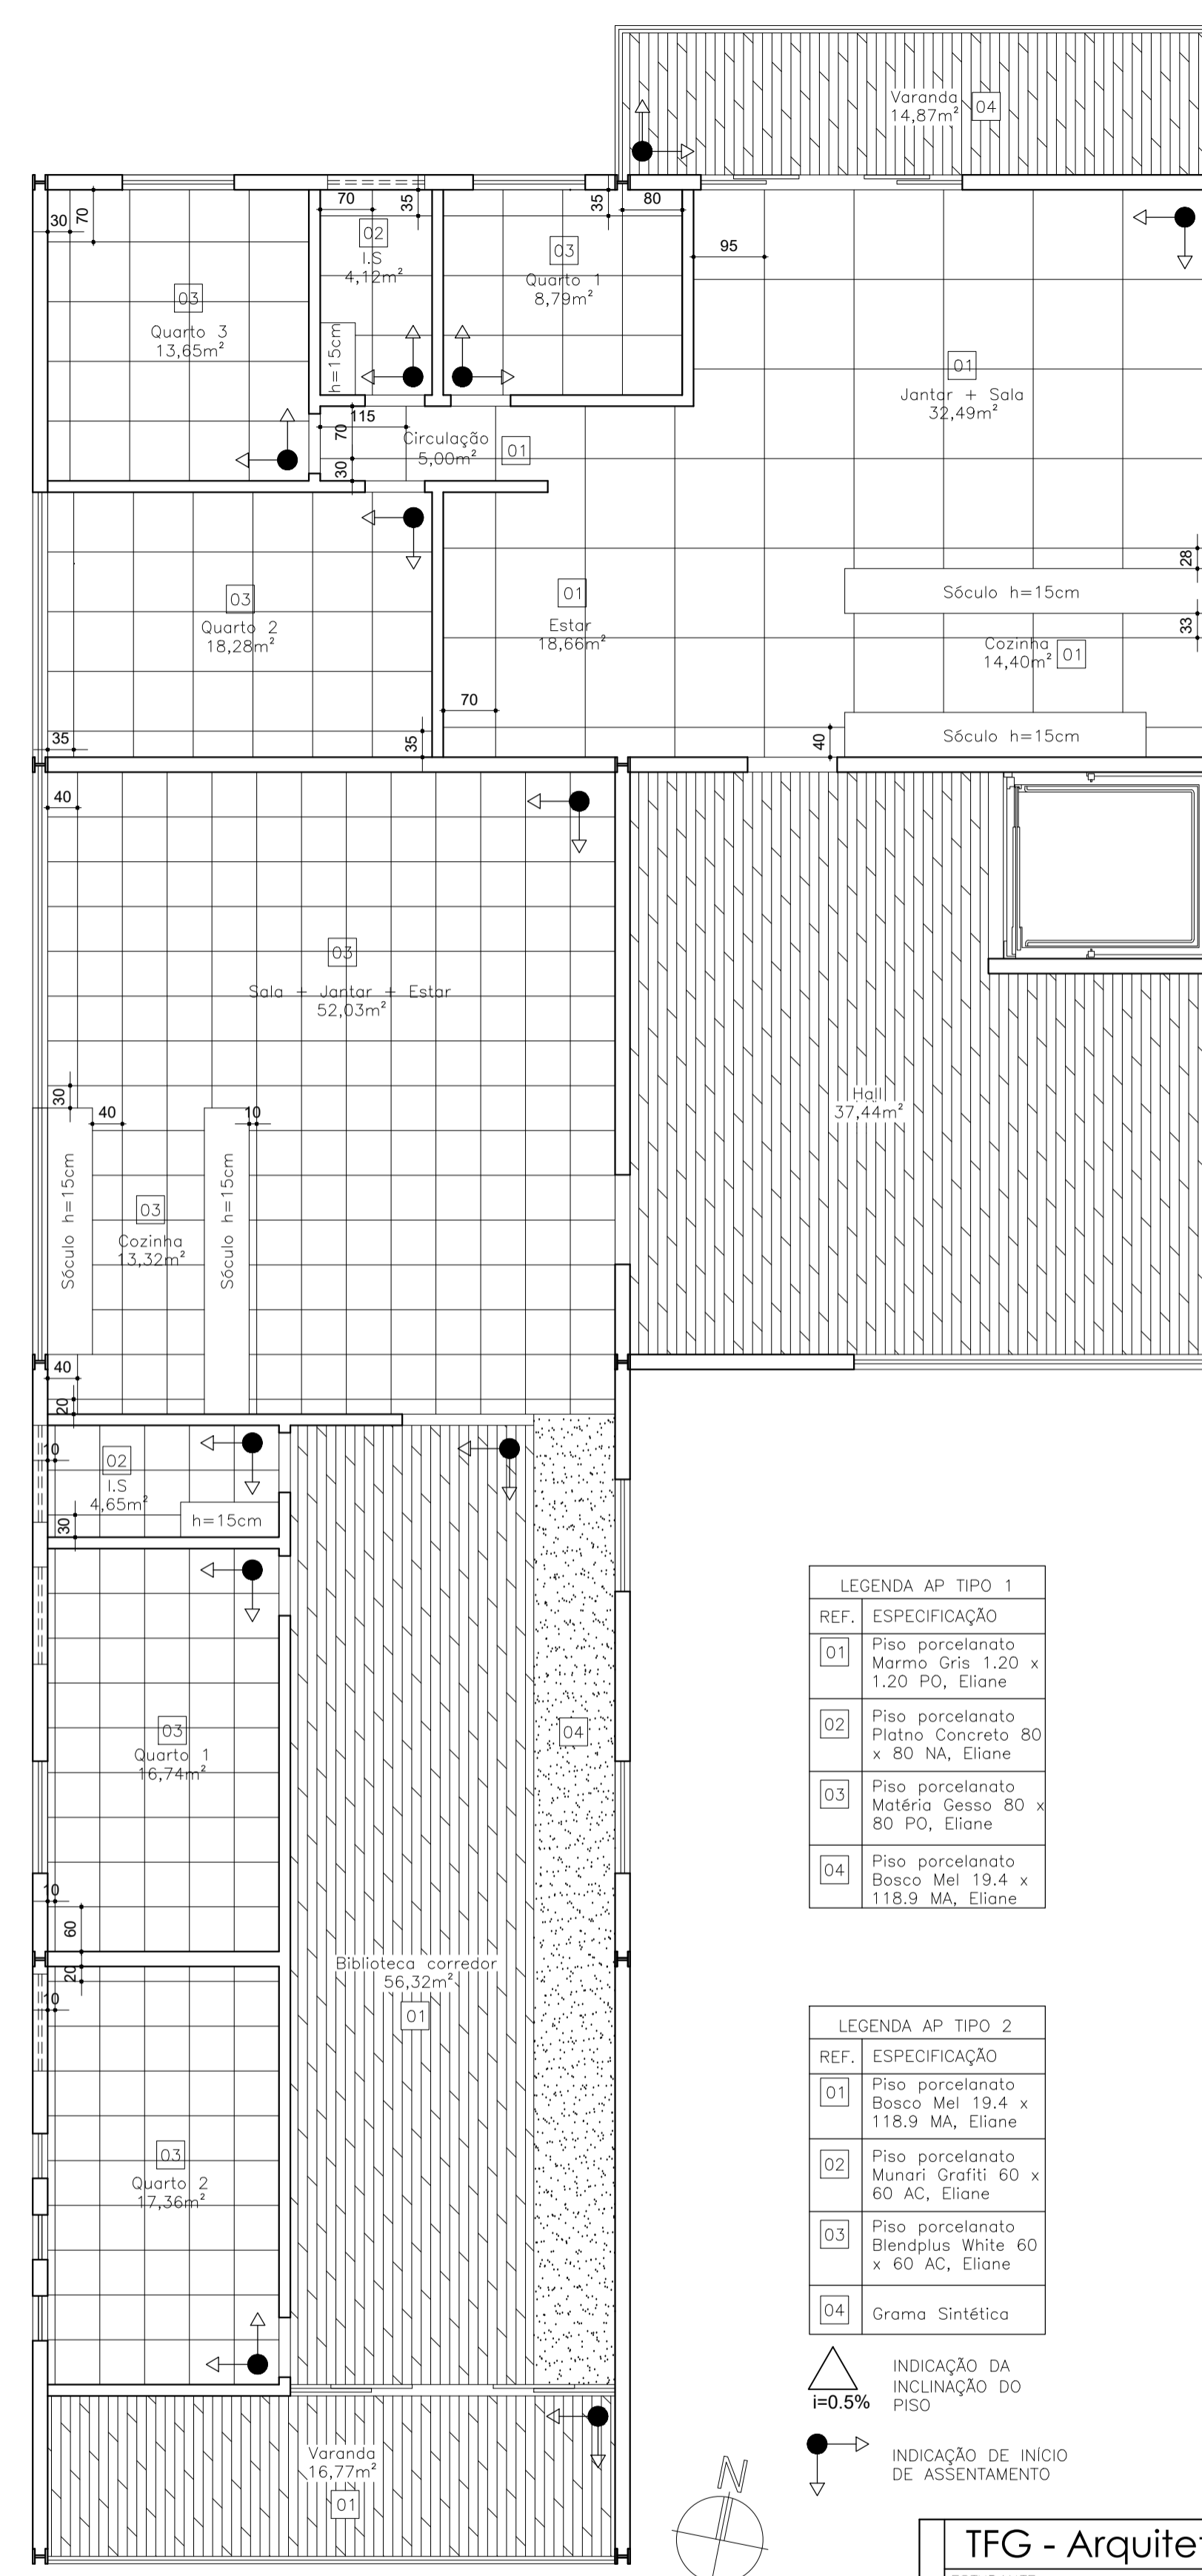 Varanda
14,87m²
04
30
70
70
35
35
80
95
02
I.S
4,12m²
03
Quarto 1
8,79m²
03
Quarto 3
13,65m²
h=15cm
01
Jantar + Sala
32,49m²
115
70
30
Circulação
5,00m²
01
03
Quarto 2
18,28m²
01
Estar
18,66m²
28
Sóculo h=15cm
33
Cozinha
14,40m²
01
70
35
35
40
Sóculo h=15cm
40
03
Sala + Jantar + Estar
52,03m²
30
40
10
Sóculo h=15cm
Sóculo h=15cm
03
Cozinha
13,32m²
Hall
37,44m²
40
20
10
02
I.S
4,65m²
30
h=15cm
03
Quarto 1
16,74m²
04
10
60
20
10
Biblioteca corredor
56,32m²
01
03
Quarto 2
17,36m²
Varanda
16,77m²
01
LEGENDA AP TIPO 1
REF. ESPECIFICAÇÃO
01 Piso porcelanato
Marmo Gris 1.20 x
1.20 PO, Eliane
02 Piso porcelanato
Platno Concreto 80
x 80 NA, Eliane
03 Piso porcelanato
Matéria Gesso 80 x
80 PO, Eliane
04 Piso porcelanato
Bosco Mel 19.4 x
118.9 MA, Eliane
LEGENDA AP TIPO 2
REF. ESPECIFICAÇÃO
01 Piso porcelanato
Bosco Mel 19.4 x
118.9 MA, Eliane
02 Piso porcelanato
Munari Grafiti 60 x
60 AC, Eliane
03 Piso porcelanato
Blendplus White 60
x 60 AC, Eliane
04 Grama Sintética
i=0.5%
INDICAÇÃO DA
INCLINAÇÃO DO
PISO
INDICAÇÃO DE INÍCIO
DE ASSENTAMENTO
N
TFG - Arquite